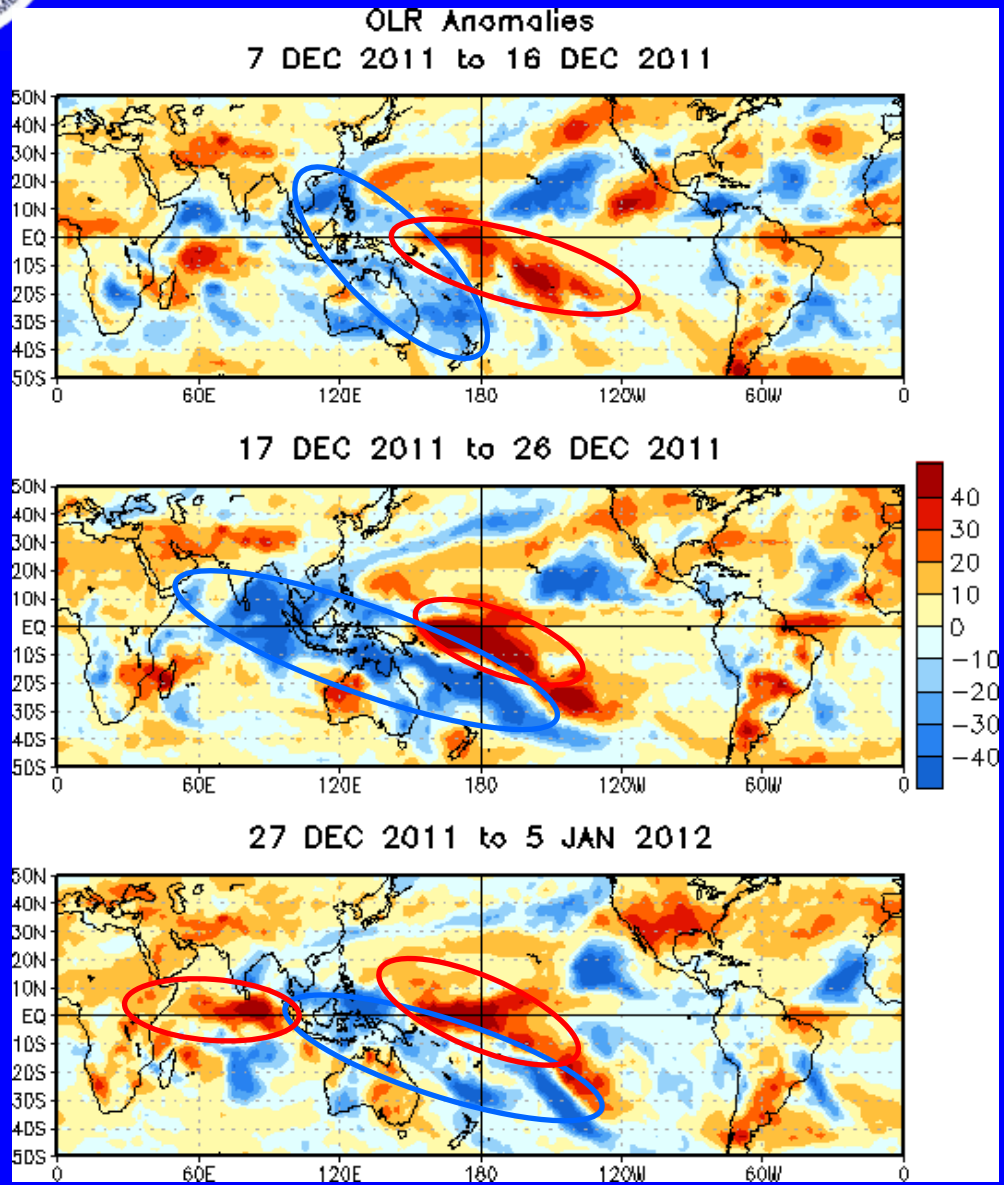 OLR Anomalies
7 DEC 2011 to 16 DEC 2011
50N
40N
30N
20N
10N
EQ
10S
20S
30S
40S
50S
0 60E 120E 180 120W 60W 0
17 DEC 2011 to 26 DEC 2011
50N
40N
30N
20N
10N
EQ
10S
20S
30S
40S
50S
0 60E 120E 180 120W 60W 0
40
30
20
10
0
-10
-20
-30
-40
27 DEC 2011 to 5 JAN 2012
50N
40N
30N
20N
10N
EQ
10S
20S
30S
40S
50S
0 60E 120E 180 120W 60W 0